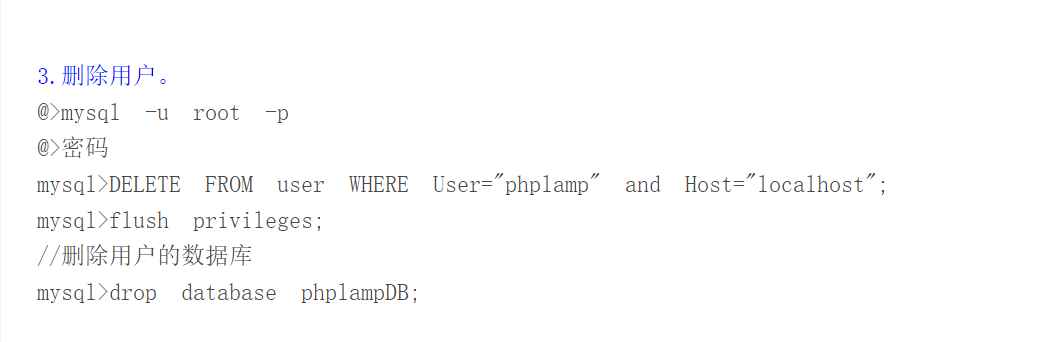 3.删除用户。
@>mysql -u root -p
@>密码
mysql>DELETE FROM user WHERE User="phplamp" and Host="localhost";
mysql>flush privileges;
//删除用户的数据库
mysql>drop database phplampDB;